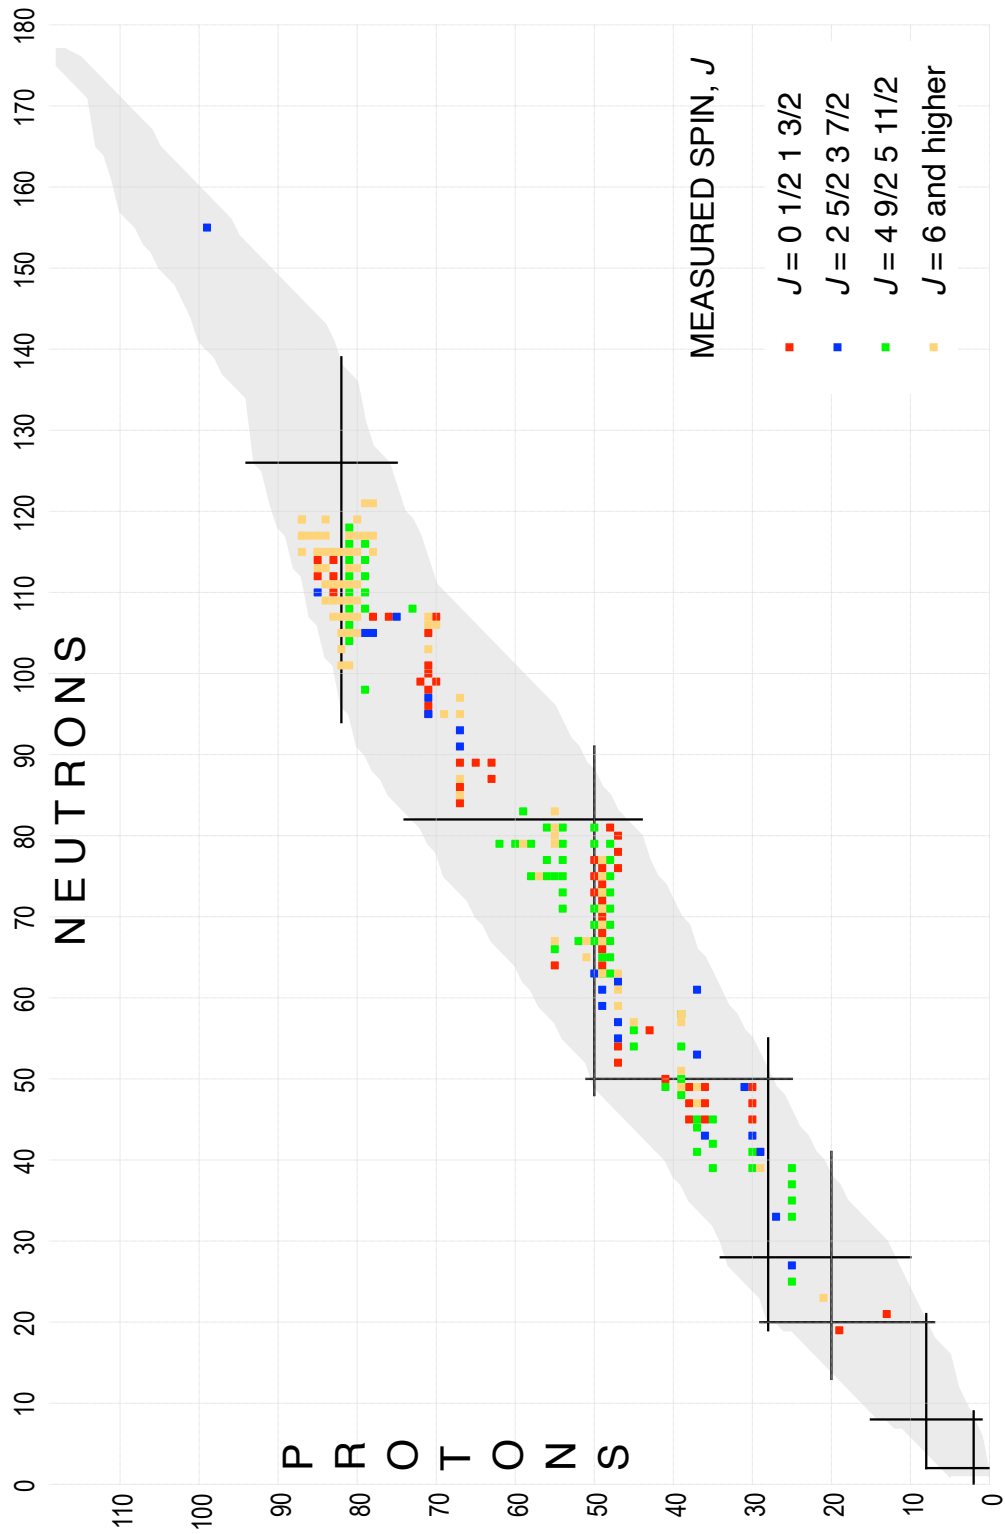 NEUTRONS
0 10 20 30 40 50 60 70 80 90 100 110 120 130 140 150 160 170 180
PROTONS
110
100
90
80
70
60
50
40
30
20
10
0
MEASURED SPIN, J
J = 0 1/2 1 3/2
J = 2 5/2 3 7/2
J = 4 9/2 5 11/2
J = 6 and higher